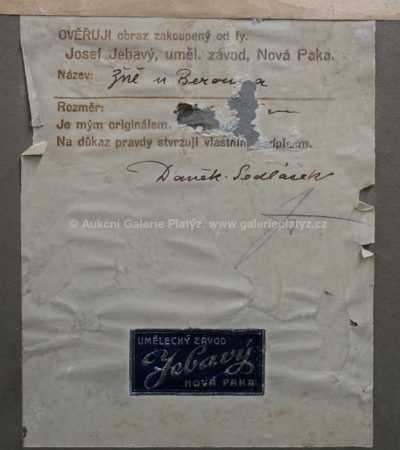 OVĚŘUJI obraz zakoupený od fy.
Josef Jebavý, uměl. závod, Nová Paka.
Název: Žně u Berouna
Rozměr:
Je mým originálem.
Na důkaz pravdy stvrzuji vlastním podpisem.
Daněk-Sedláček
© Aukční Galerie Platýz, www.galerieplatyz.cz
UMĚLECKÝ ZÁVOD
Jebavý
NOVÁ PAKA